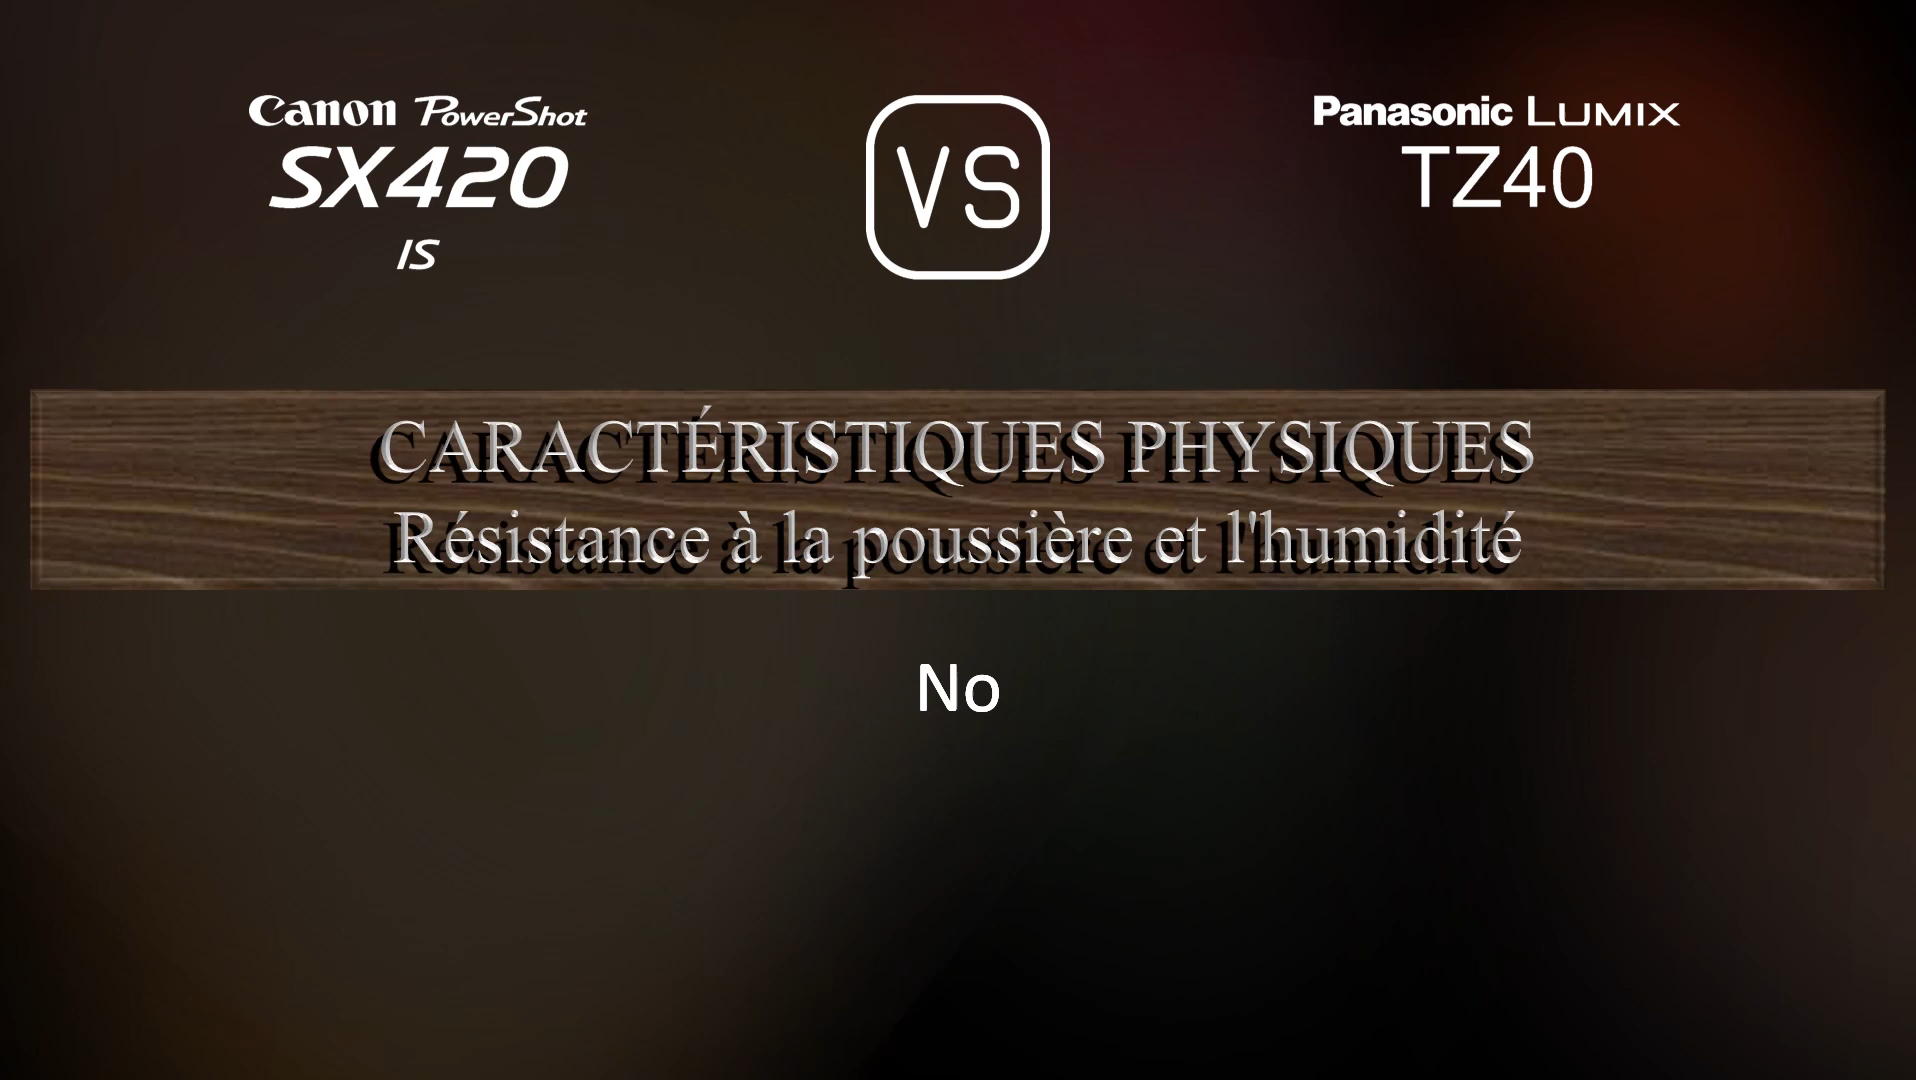 Canon PowerShot
SX420
IS
VS
Panasonic LUMIX
TZ40
CARACTÉRISTIQUES PHYSIQUES
Résistance à la poussière et l'humidité
No